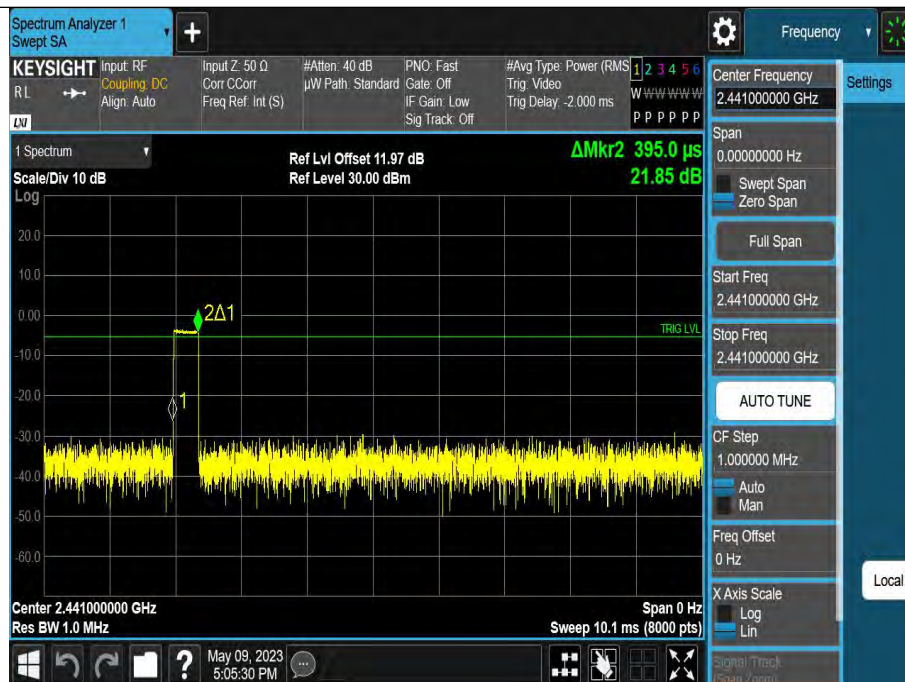 Spectrum Analyzer 1
Swept SA
+
Frequency
KEYSIGHT
RL
LXI
Input: RF
Coupling: DC
Align: Auto
Input Z: 50 Ω
Corr CCorr
Freq Ref: Int (S)
#Atten: 40 dB
µW Path: Standard
PNO: Fast
Gate: Off
IF Gain: Low
Sig Track: Off
#Avg Type: Power (RMS
Trig: Video
Trig Delay: -2.000 ms
1 2 3 4 5 6
W W W W W W
P P P P P P
1 Spectrum
Scale/Div 10 dB
Ref Lvl Offset 11.97 dB
Ref Level 30.00 dBm
ΔMkr2 395.0 µs
21.85 dB
Log
20.0
10.0
0.00
-10.0
-20.0
-30.0
-40.0
-50.0
-60.0
2Δ1
1
TRIG LVL
Center 2.441000000 GHz
Res BW 1.0 MHz
Span 0 Hz
Sweep 10.1 ms (8000 pts)
Center Frequency
2.441000000 GHz
Settings
Span
0.00000000 Hz
Swept Span
Zero Span
Full Span
Start Freq
2.441000000 GHz
Stop Freq
2.441000000 GHz
AUTO TUNE
CF Step
1.000000 MHz
Auto
Man
Freq Offset
0 Hz
X Axis Scale
Log
Lin
Local
Signal Track
(Span Zoom)
?
May 09, 2023
5:05:30 PM